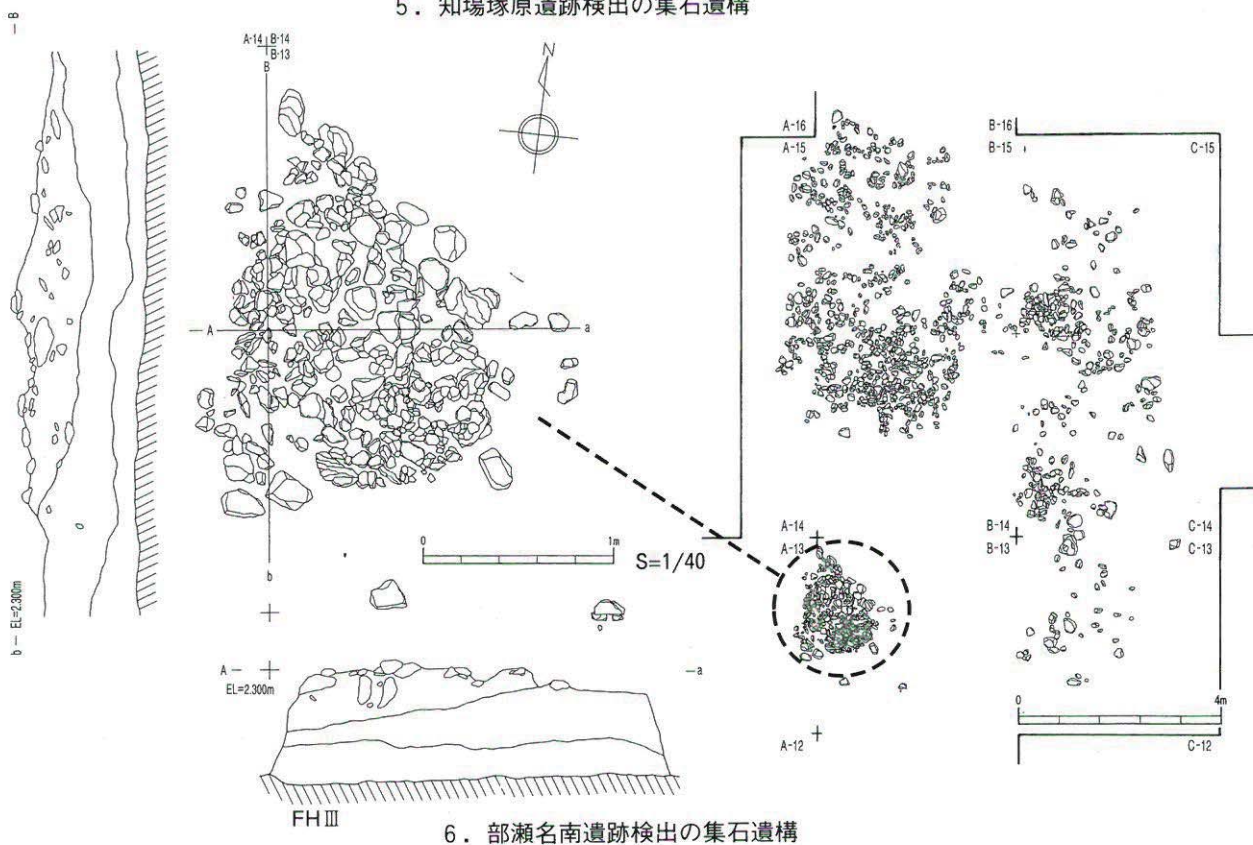 5．知場塚原遺跡検出の集石遺構
B
A-14 B-14
B-13
B
N
A
a
0 1m
S=1/40
b
b EL=2.300m
A
EL=2.300m
a
FHⅢ
A-16
A-15
B-16
B-15
C-15
A-14
A-13
B-14
B-13
C-14
C-13
A-12
0 4m
C-12
6．部瀬名南遺跡検出の集石遺構